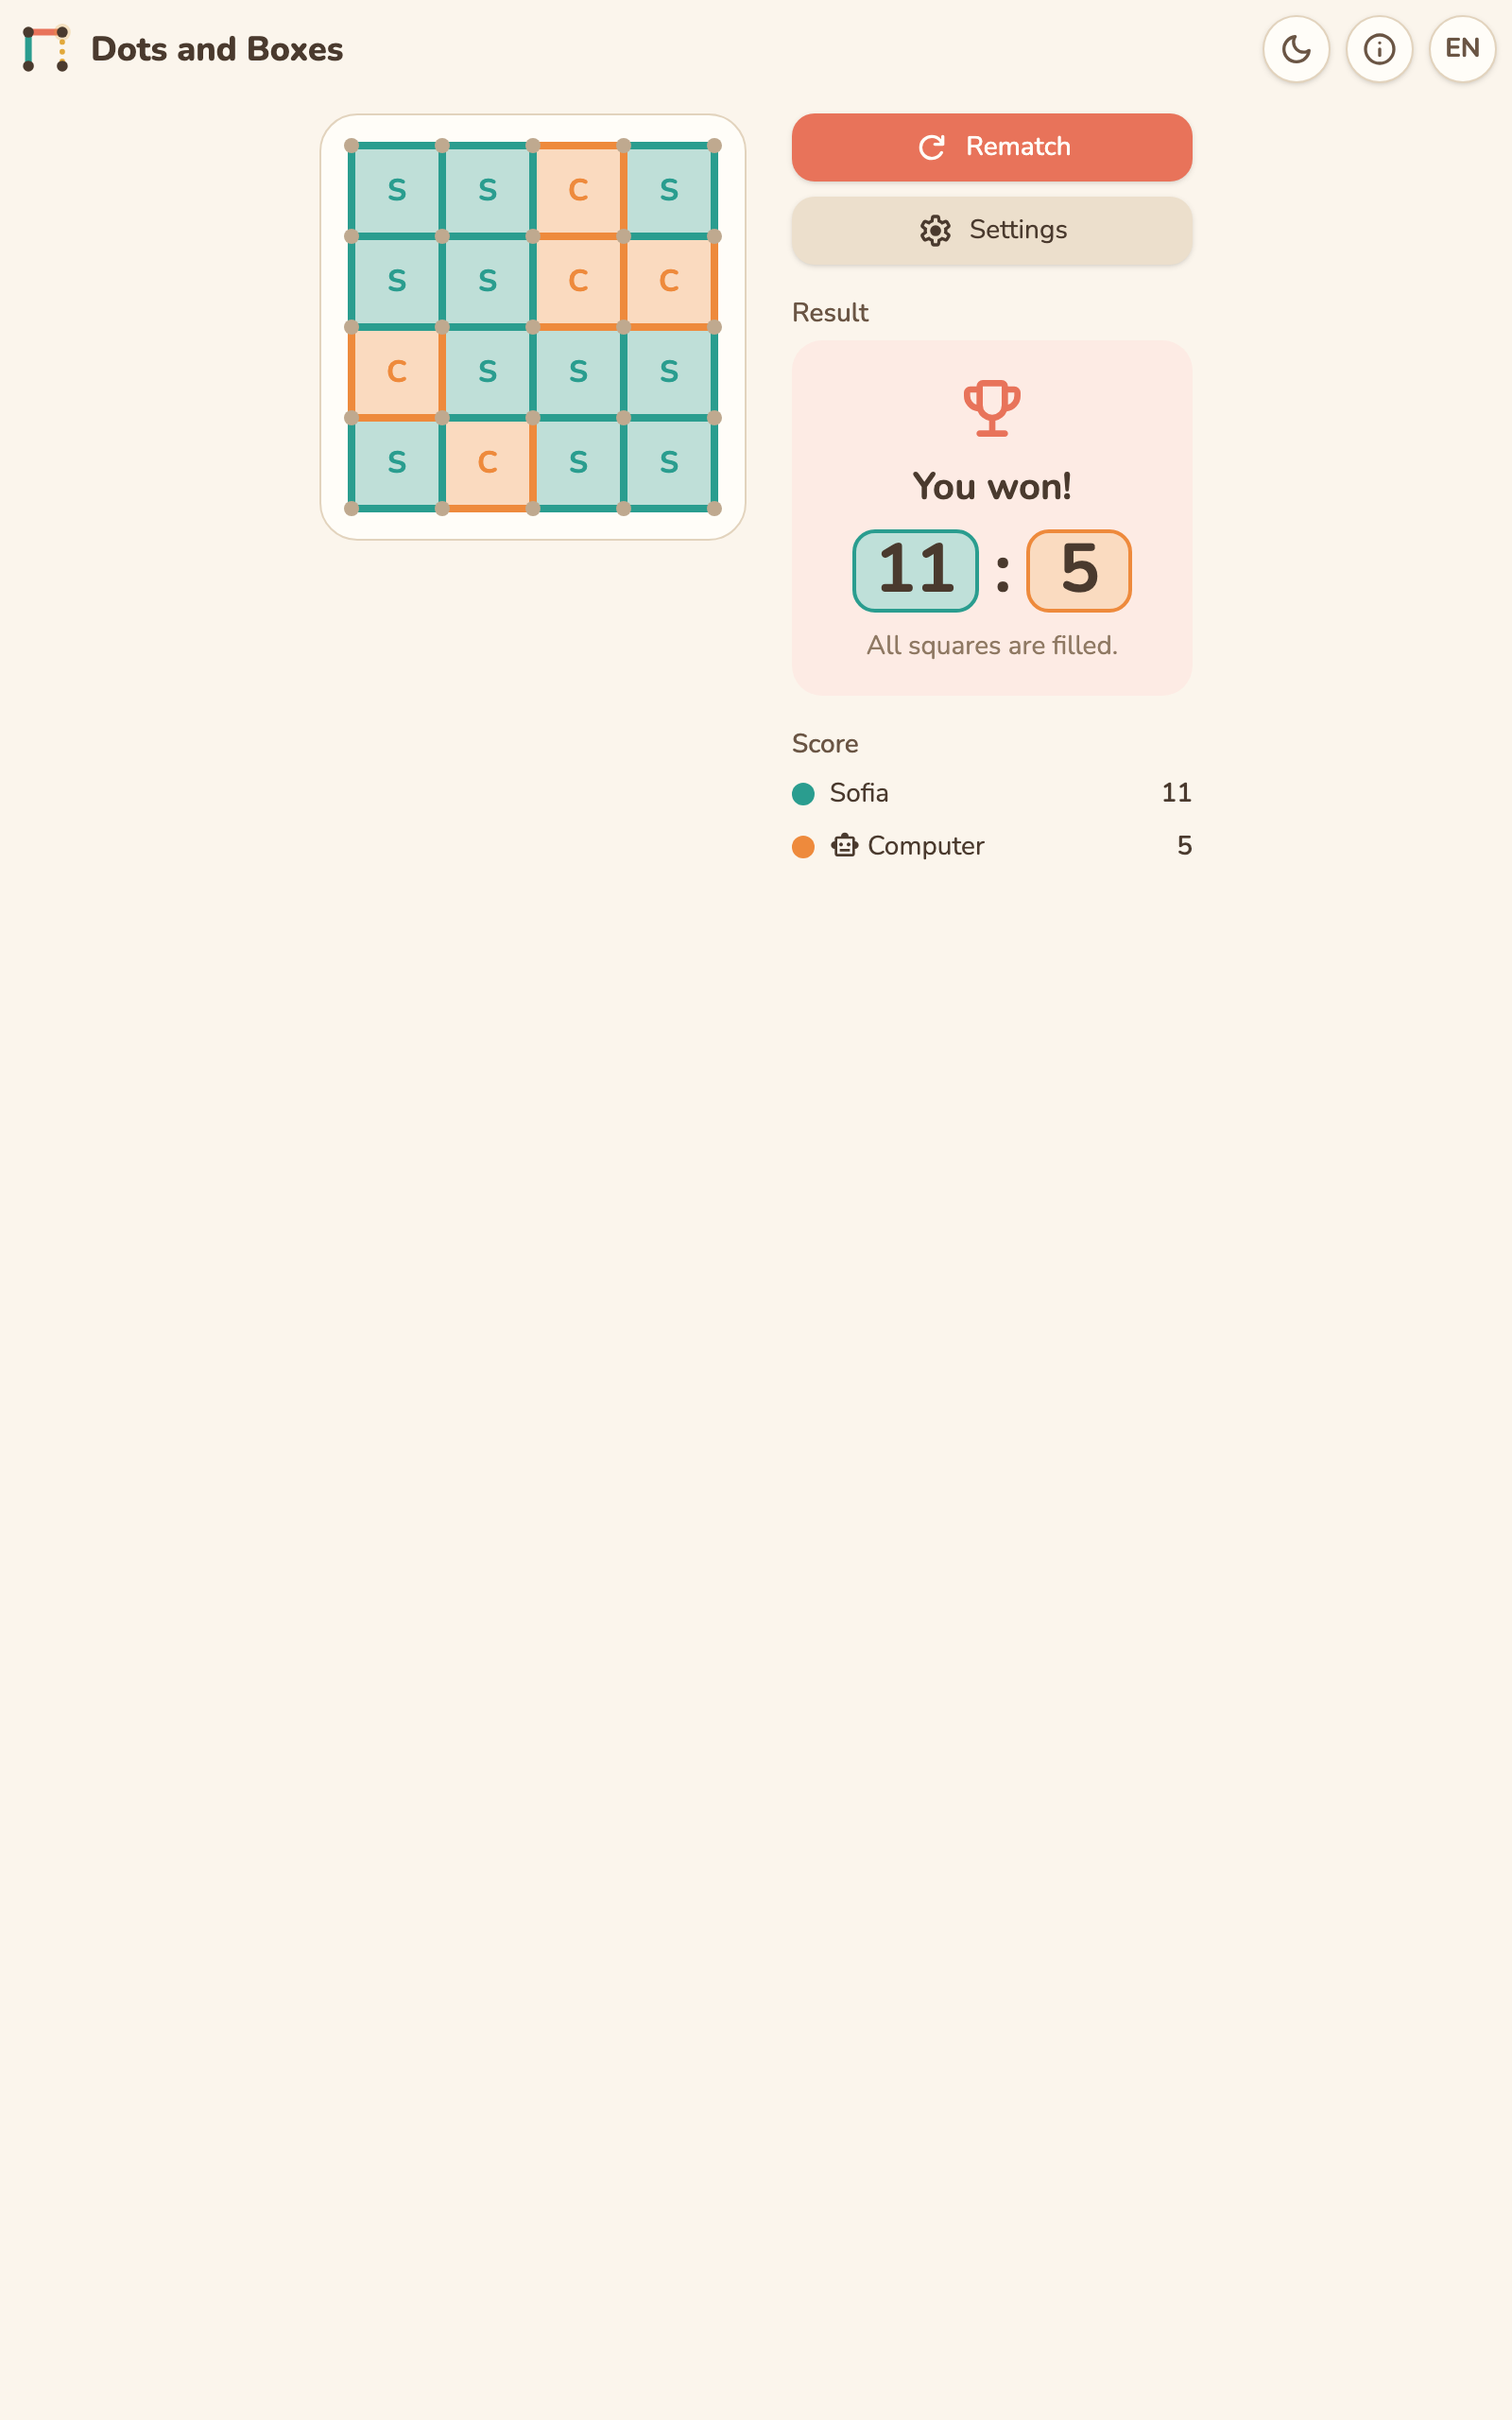 Dots and Boxes
EN
S S C S
S S C C
C S S S
S C S S
Rematch
Settings
Result
You won!
11 : 5
All squares are filled.
Score
Sofia 11
Computer 5